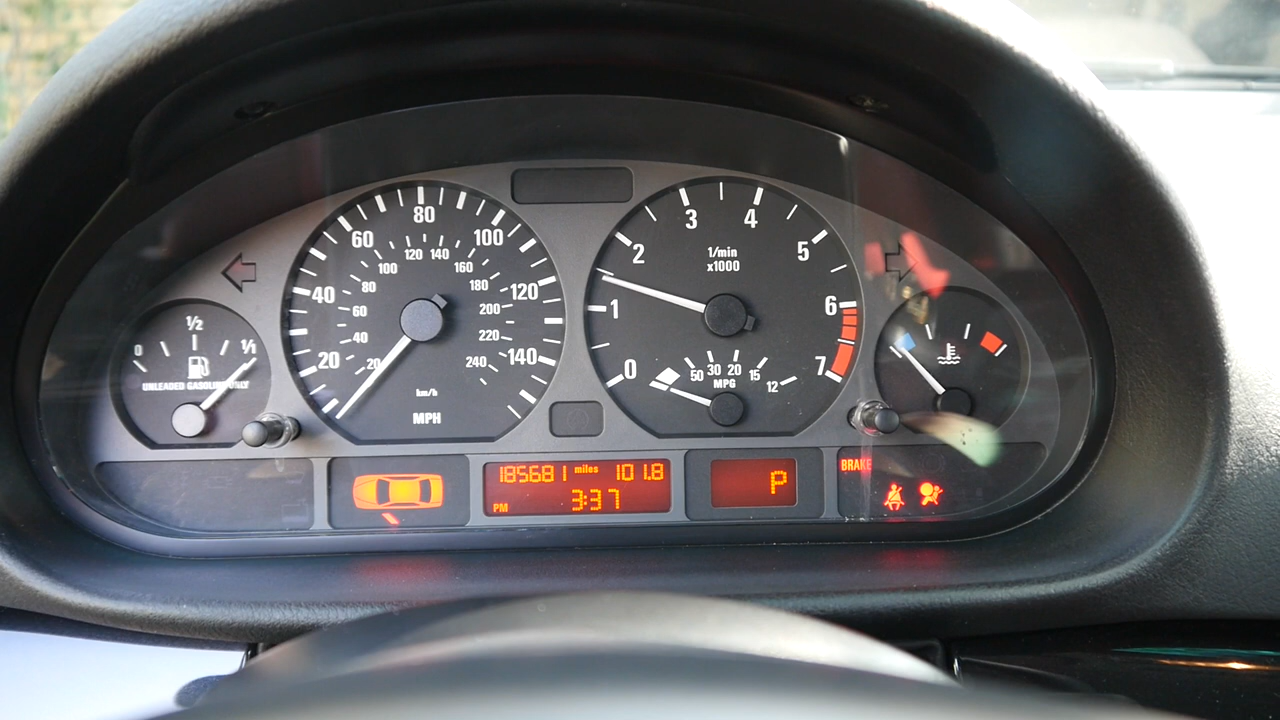 0 1/2 1/1
UNLEADED GASOLINE ONLY
20 40 60 80 100 120 140
20 40 60 80 100 120 140 160 180 200 220 240
km/h
MPH
0 1 2 3 4 5 6 7
1/min
x1000
50 30 20 15 12
MPG
185681 miles 101.8
PM 3:37
P
BRAKE